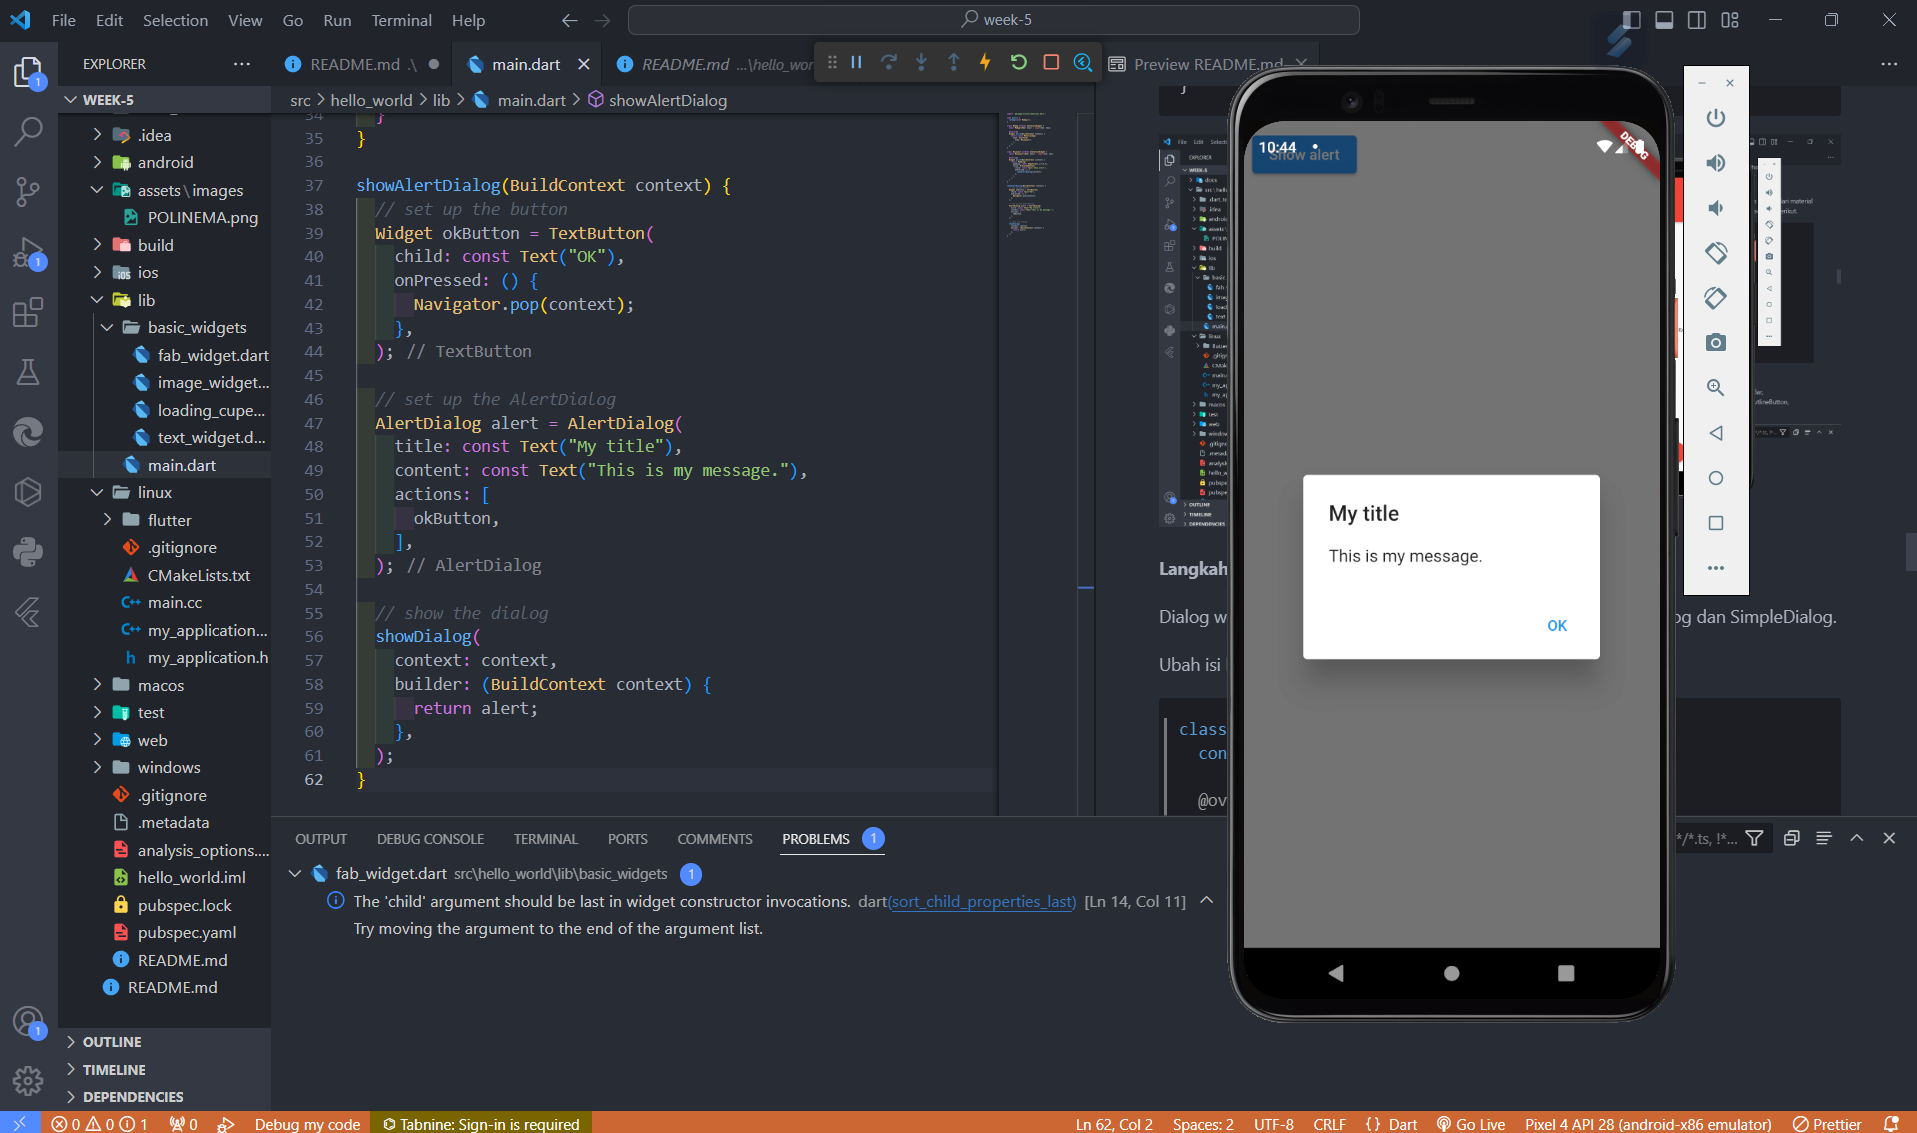 File Edit Selection View Go Run Terminal Help
week-5
EXPLORER
README.md .\
main.dart
README.md ...\hello_wor
Preview README.md
WEEK-5
src > hello_world > lib > main.dart > showAlertDialog
.idea
android
assets\images
POLINEMA.png
build
ios
lib
basic_widgets
fab_widget.dart
image_widget...
loading_cupe...
text_widget.d...
main.dart
linux
flutter
.gitignore
CMakeLists.txt
main.cc
my_application...
my_application.h
macos
test
web
windows
.gitignore
.metadata
analysis_options....
hello_world.iml
pubspec.lock
pubspec.yaml
README.md
README.md
OUTLINE
TIMELINE
DEPENDENCIES
34 }
35 }
36
37 showAlertDialog(BuildContext context) {
38 // set up the button
39 Widget okButton = TextButton(
40 child: const Text("OK"),
41 onPressed: () {
42 Navigator.pop(context);
43 },
44 ); // TextButton
45
46 // set up the AlertDialog
47 AlertDialog alert = AlertDialog(
48 title: const Text("My title"),
49 content: const Text("This is my message."),
50 actions: [
51 okButton,
52 ],
53 ); // AlertDialog
54
55 // show the dialog
56 showDialog(
57 context: context,
58 builder: (BuildContext context) {
59 return alert;
60 },
61 );
62 }
Langkah
Dialog w
og dan SimpleDialog.
Ubah isi
class
con
@ov
10:44
Show alert
DEBUG
My title
This is my message.
OK
OUTPUT DEBUG CONSOLE TERMINAL PORTS COMMENTS PROBLEMS 1
*/*.ts, !*...
fab_widget.dart src\hello_world\lib\basic_widgets 1
The 'child' argument should be last in widget constructor invocations. dart(sort_child_properties_last) [Ln 14, Col 11]
Try moving the argument to the end of the argument list.
0 0 1 0 Debug my code Tabnine: Sign-in is required Ln 62, Col 2 Spaces: 2 UTF-8 CRLF {} Dart Go Live Pixel 4 API 28 (android-x86 emulator) Prettier